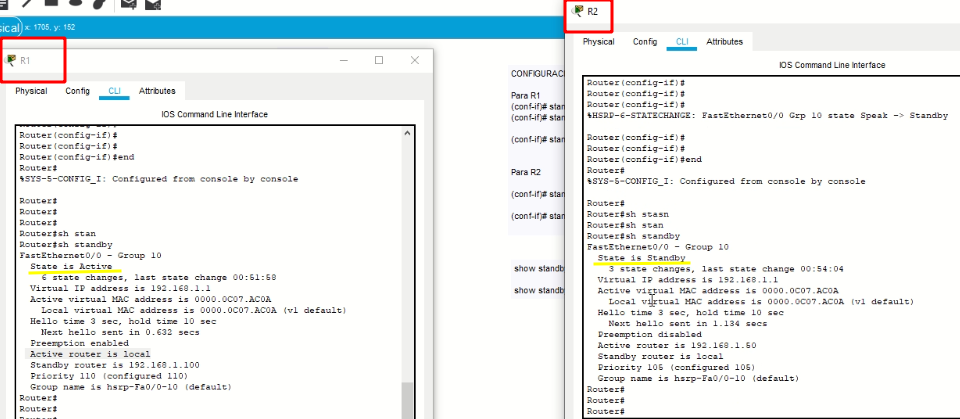 sical
x: 1705, y: 152
R1
Physical Config CLI Attributes
IOS Command Line Interface
Router(config-if)#
Router(config-if)#
Router(config-if)#
Router(config-if)#end
Router#
%SYS-5-CONFIG_I: Configured from console by console
Router#
Router#
Router#
Router#sh stan
Router#sh standby
FastEthernet0/0 - Group 10
State is Active
6 state changes, last state change 00:51:58
Virtual IP address is 192.168.1.1
Active virtual MAC address is 0000.0C07.AC0A
Local virtual MAC address is 0000.0C07.AC0A (v1 default)
Hello time 3 sec, hold time 10 sec
Next hello sent in 0.632 secs
Preemption enabled
Active router is local
Standby router is 192.168.1.100
Priority 110 (configured 110)
Group name is hsrp-Fa0/0-10 (default)
Router#
Router#
Router#
CONFIGURAC
Para R1
(conf-if)# stan
(conf-if)# stan
(conf-if)# stan
Para R2
(conf-if)# stan
(conf-if)# stan
show standb
show standb
R2
Physical Config CLI Attributes
IOS Command Line Interface
Router(config-if)#
Router(config-if)#
Router(config-if)#
%HSRP-6-STATECHANGE: FastEthernet0/0 Grp 10 state Speak -> Standby
Router(config-if)#
Router(config-if)#
Router(config-if)#end
Router#
%SYS-5-CONFIG_I: Configured from console by console
Router#
Router#sh stasn
Router#sh stan
Router#sh standby
FastEthernet0/0 - Group 10
State is Standby
3 state changes, last state change 00:54:04
Virtual IP address is 192.168.1.1
Active virtual MAC address is 0000.0C07.AC0A
Local virtual MAC address is 0000.0C07.AC0A (v1 default)
Hello time 3 sec, hold time 10 sec
Next hello sent in 1.134 secs
Preemption disabled
Active router is 192.168.1.50
Standby router is local
Priority 105 (configured 105)
Group name is hsrp-Fa0/0-10 (default)
Router#
Router#
Router#